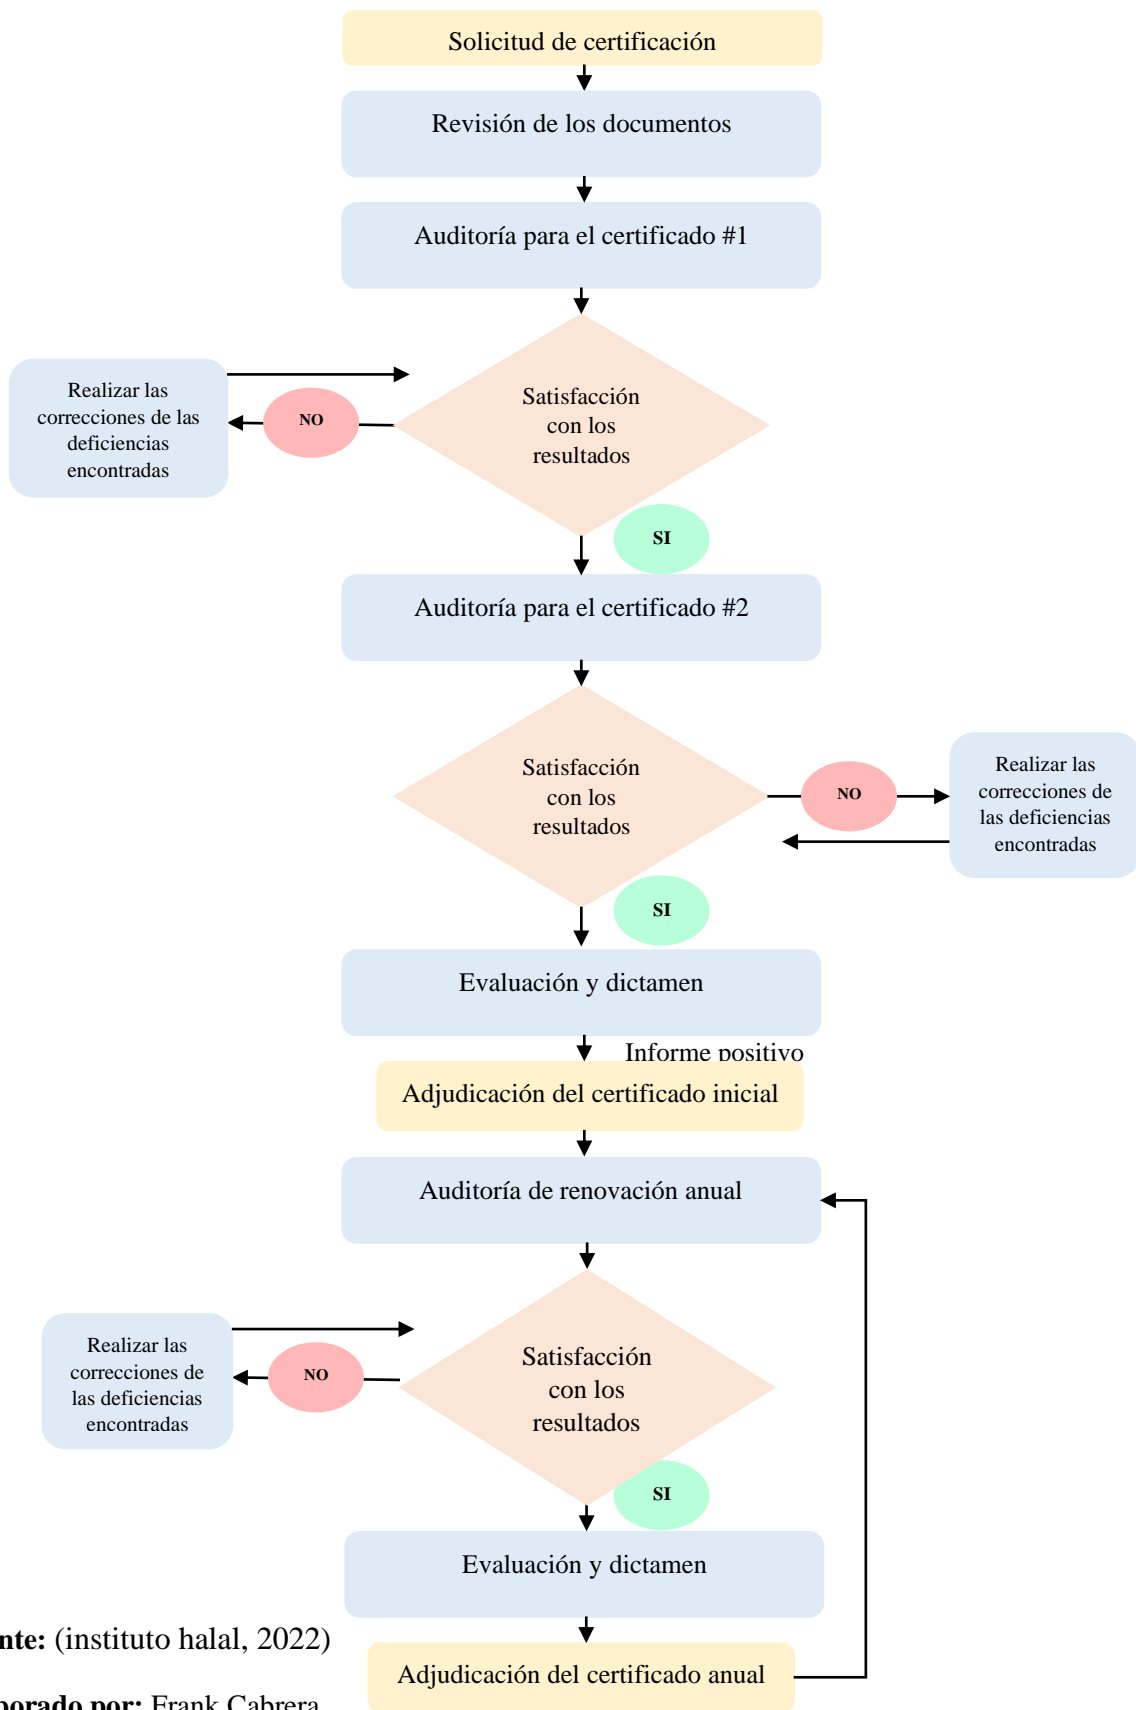 Solicitud de certificación
Revisión de los documentos
Auditoría para el certificado #1
Satisfacción
con los
resultados
NO
Realizar las
correcciones de las
deficiencias
encontradas
SI
Auditoría para el certificado #2
Satisfacción
con los
resultados
NO
Realizar las
correcciones de
las deficiencias
encontradas
SI
Evaluación y dictamen
Informe positivo
Adjudicación del certificado inicial
Auditoría de renovación anual
Satisfacción
con los
resultados
NO
Realizar las
correcciones de
las deficiencias
encontradas
SI
Evaluación y dictamen
Adjudicación del certificado anual
nte: (instituto halal, 2022)
borado por: Frank Cabrera